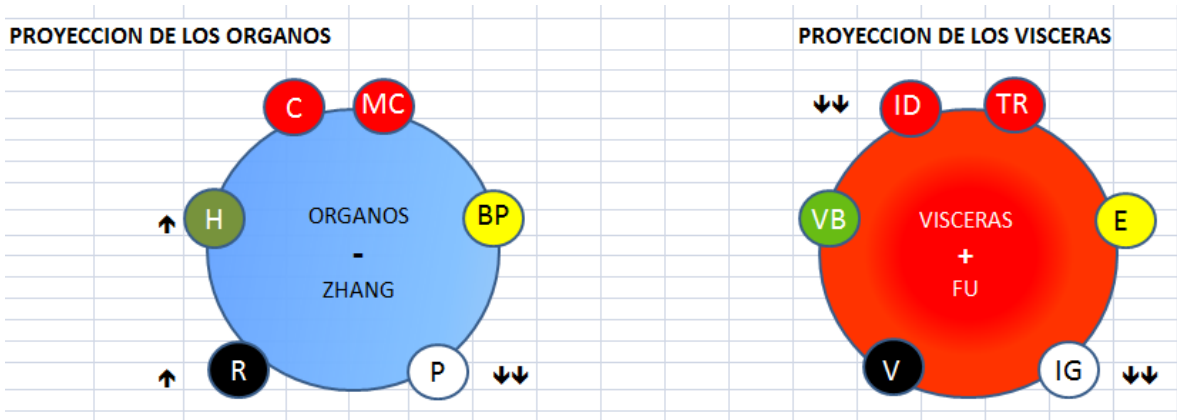 PROYECCION DE LOS ORGANOS
C MC
H BP
ORGANOS
-
ZHANG
R P
PROYECCION DE LOS VISCERAS
ID TR
VB E
VISCERAS
+
FU
V IG